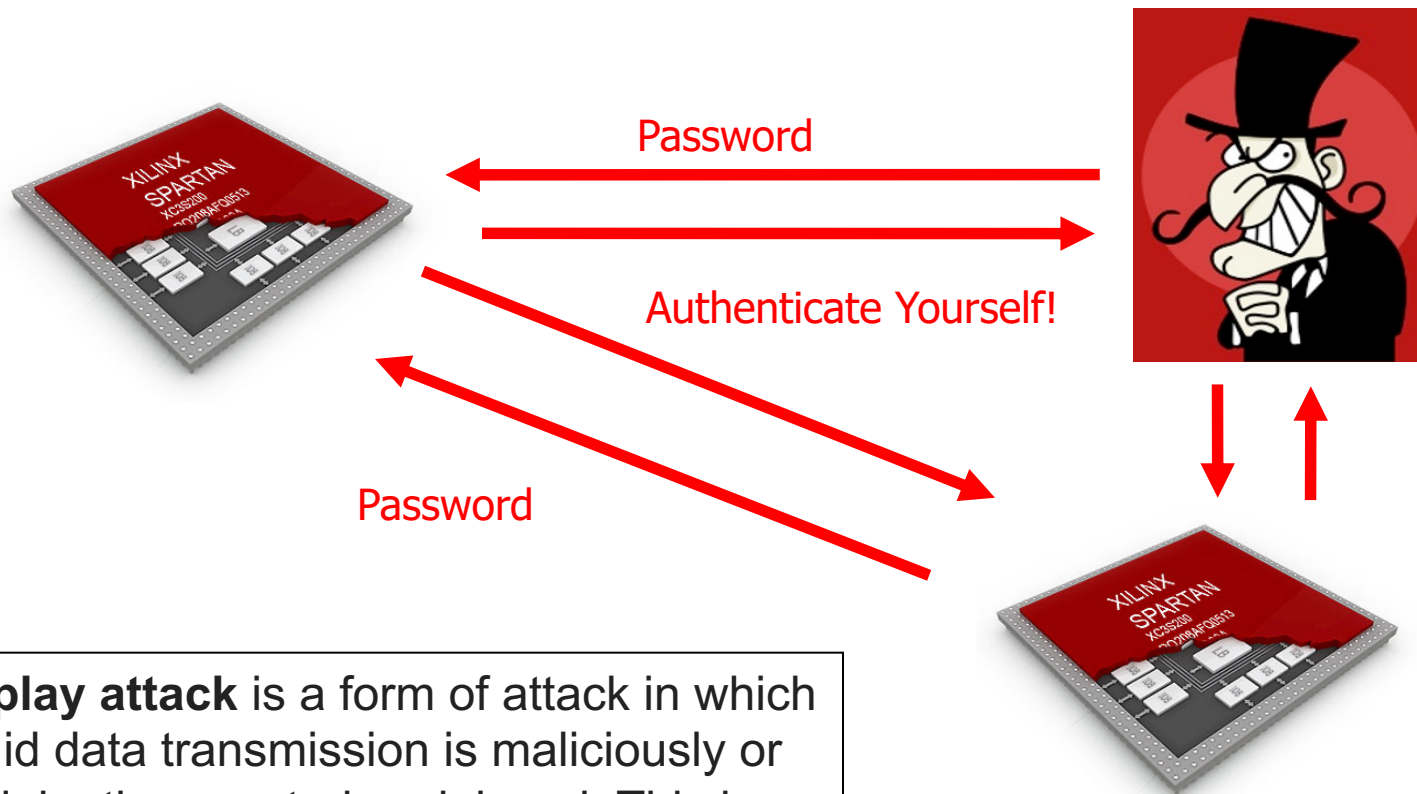 Password
XILINX
SPARTAN
XC3S200
Authenticate Yourself!
Password
XILINX
SPARTAN
XC3S200
play attack is a form of attack in which
id data transmission is maliciously or